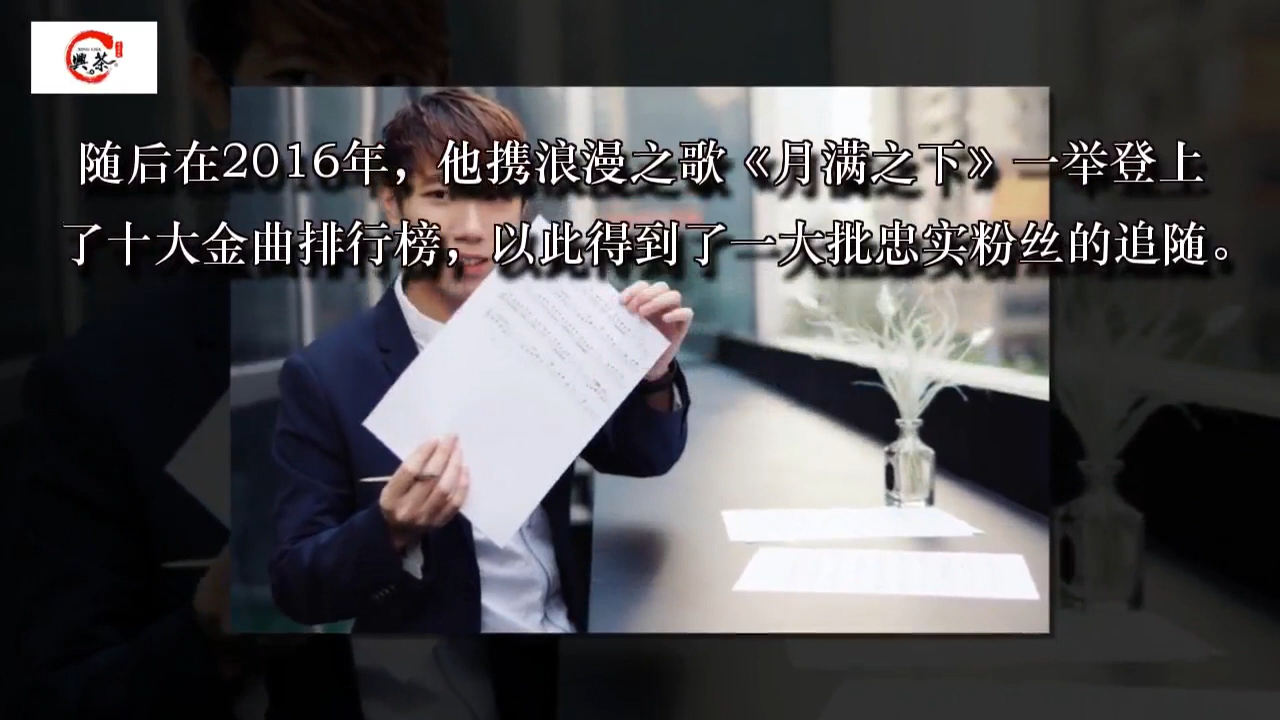 興茶
随后在2016年，他携浪漫之歌《月满之下》一举登上
了十大金曲排行榜，以此得到了一大批忠实粉丝的追随。